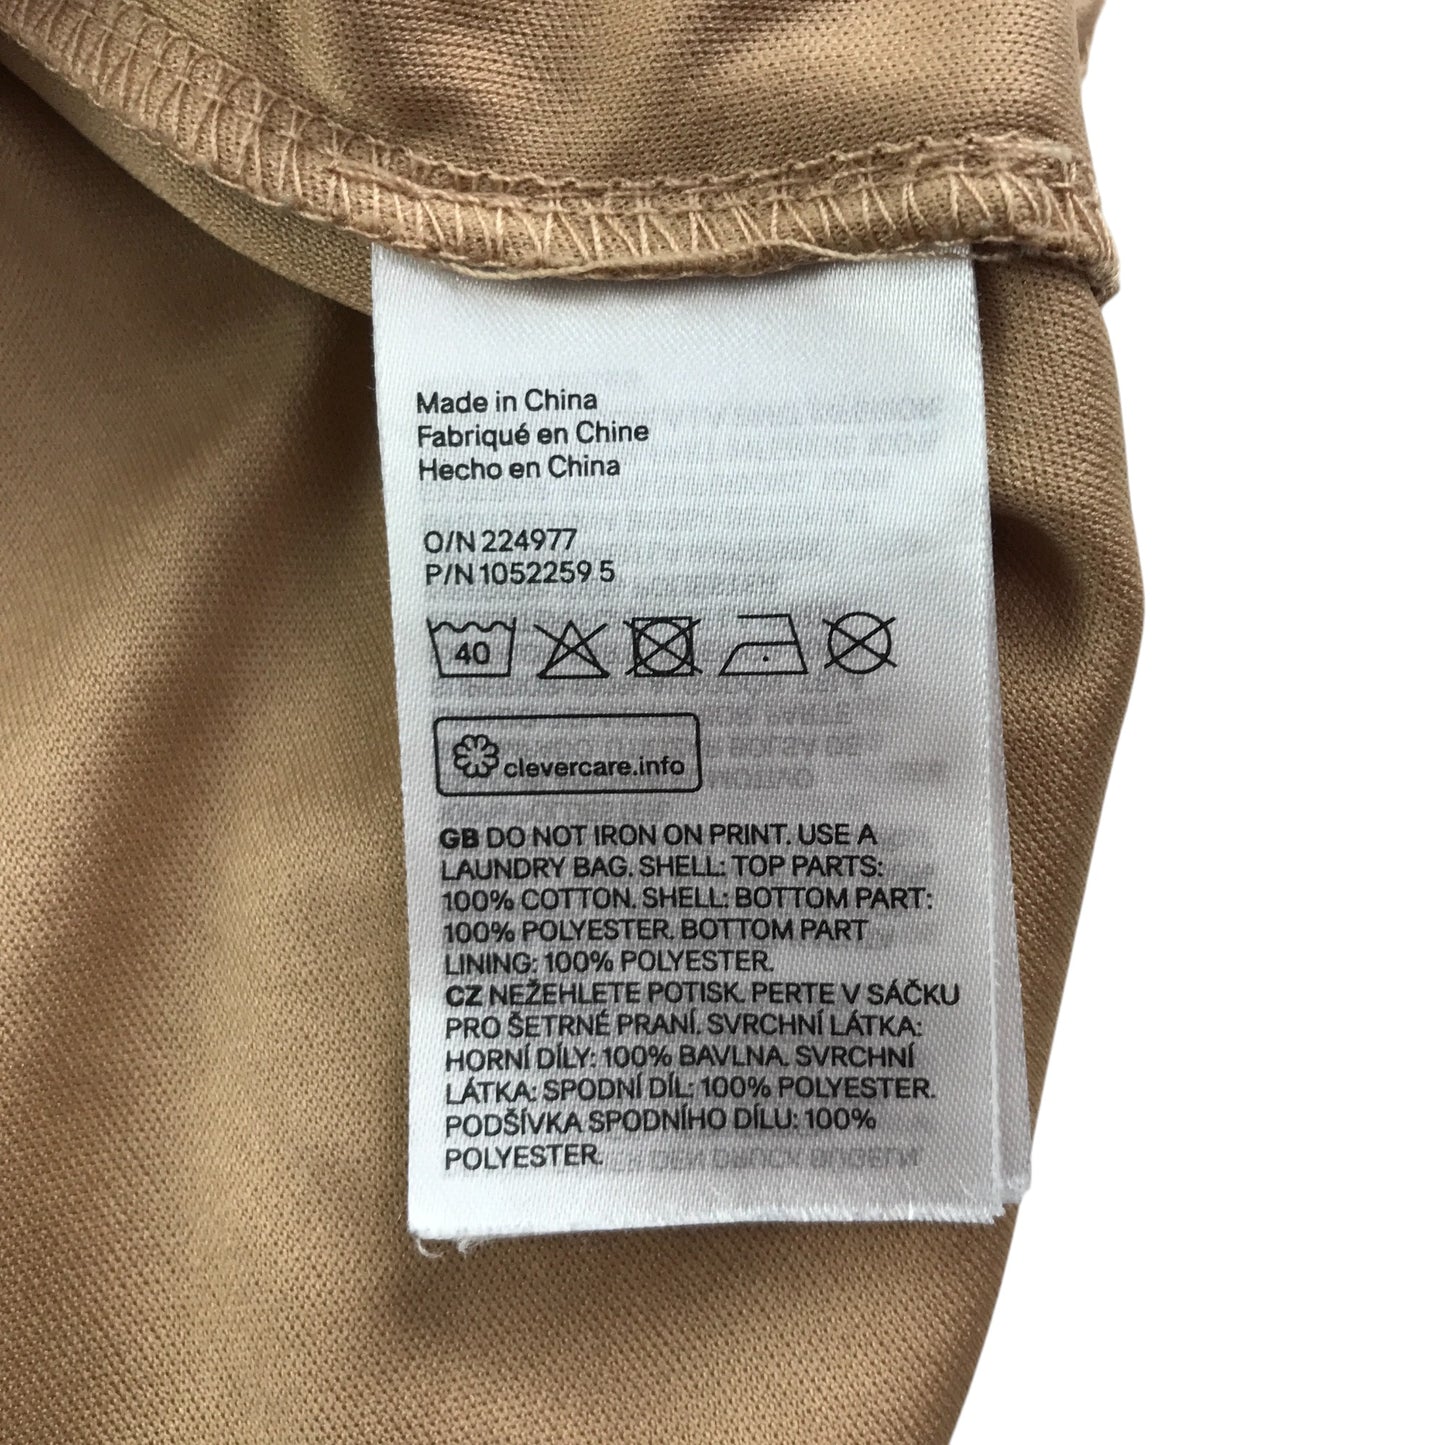 Made in China
Fabriqué en Chine
Hecho en China
O/N 224977
P/N 1052259 5
40
clevercare.info
GB DO NOT IRON ON PRINT. USE A
LAUNDRY BAG. SHELL: TOP PARTS:
100% COTTON. SHELL: BOTTOM PART:
100% POLYESTER. BOTTOM PART
LINING: 100% POLYESTER.
CZ NEŽEHLETE POTISK. PERTE V SÁČKU
PRO ŠETRNÉ PRANÍ. SVRCHNÍ LÁTKA:
HORNÍ DÍLY: 100% BAVLNA. SVRCHNÍ
LÁTKA: SPODNÍ DÍL: 100% POLYESTER.
PODŠÍVKA SPODNÍHO DÍLU: 100%
POLYESTER.